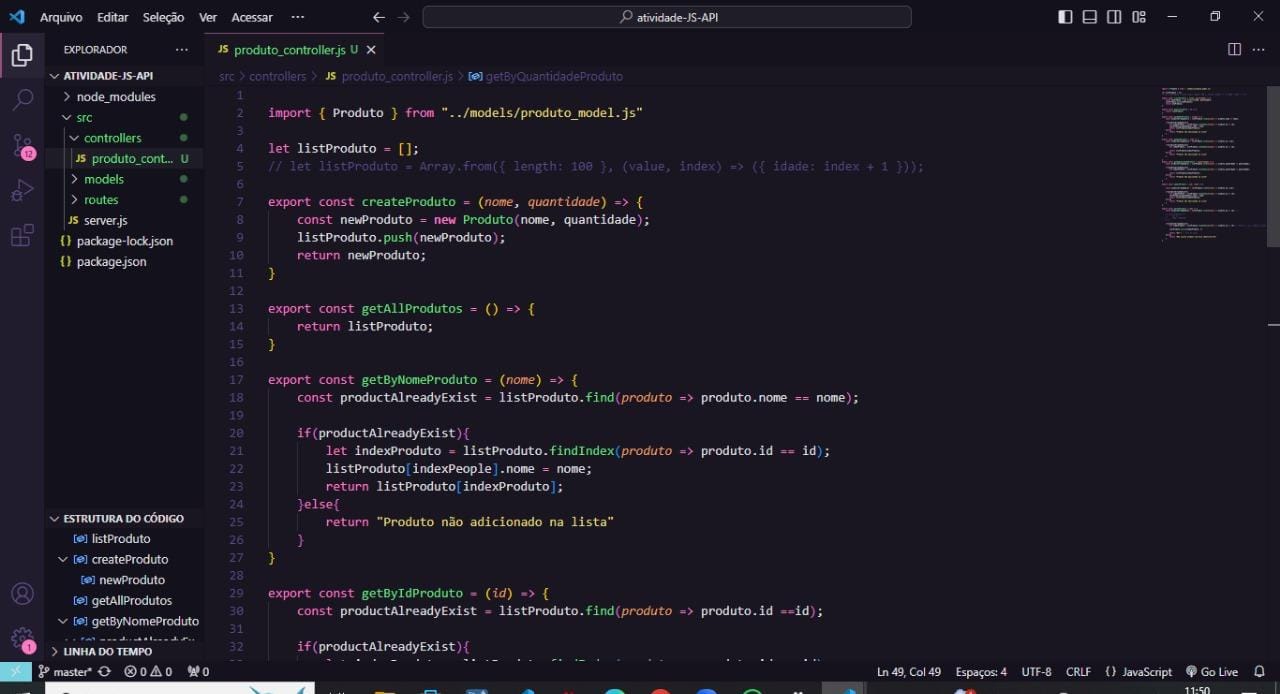 Arquivo Editar Seleção Ver Acessar ··· atividade-JS-API
EXPLORADOR ···
ATIVIDADE-JS-API
node_modules
src
controllers
JS produto_cont... U
models
routes
JS server.js
{} package-lock.json
{} package.json
ESTRUTURA DO CÓDIGO
listProduto
createProduto
newProduto
getAllProdutos
getByNomeProduto
LINHA DO TEMPO
JS produto_controller.js U
src > controllers > JS produto_controller.js > getByQuantidadeProduto
1
2 import { Produto } from "../models/produto_model.js"
3
4 let listProduto = [];
5 // let listProduto = Array.from({ length: 100 }, (value, index) => ({ idade: index + 1 }));
6
7 export const createProduto = (nome, quantidade) => {
8 const newProduto = new Produto(nome, quantidade);
9 listProduto.push(newProduto);
10 return newProduto;
11 }
12
13 export const getAllProdutos = () => {
14 return listProduto;
15 }
16
17 export const getByNomeProduto = (nome) => {
18 const productAlreadyExist = listProduto.find(produto => produto.nome == nome);
19
20 if(productAlreadyExist){
21 let indexProduto = listProduto.findIndex(produto => produto.id == id);
22 listProduto[indexPeople].nome = nome;
23 return listProduto[indexProduto];
24 }else{
25 return "Produto não adicionado na lista"
26 }
27 }
28
29 export const getByIdProduto = (id) => {
30 const productAlreadyExist = listProduto.find(produto => produto.id ==id);
31
32 if(productAlreadyExist){
12
1
master* 0 0 0 Ln 49, Col 49 Espaços: 4 UTF-8 CRLF {} JavaScript Go Live
11:50